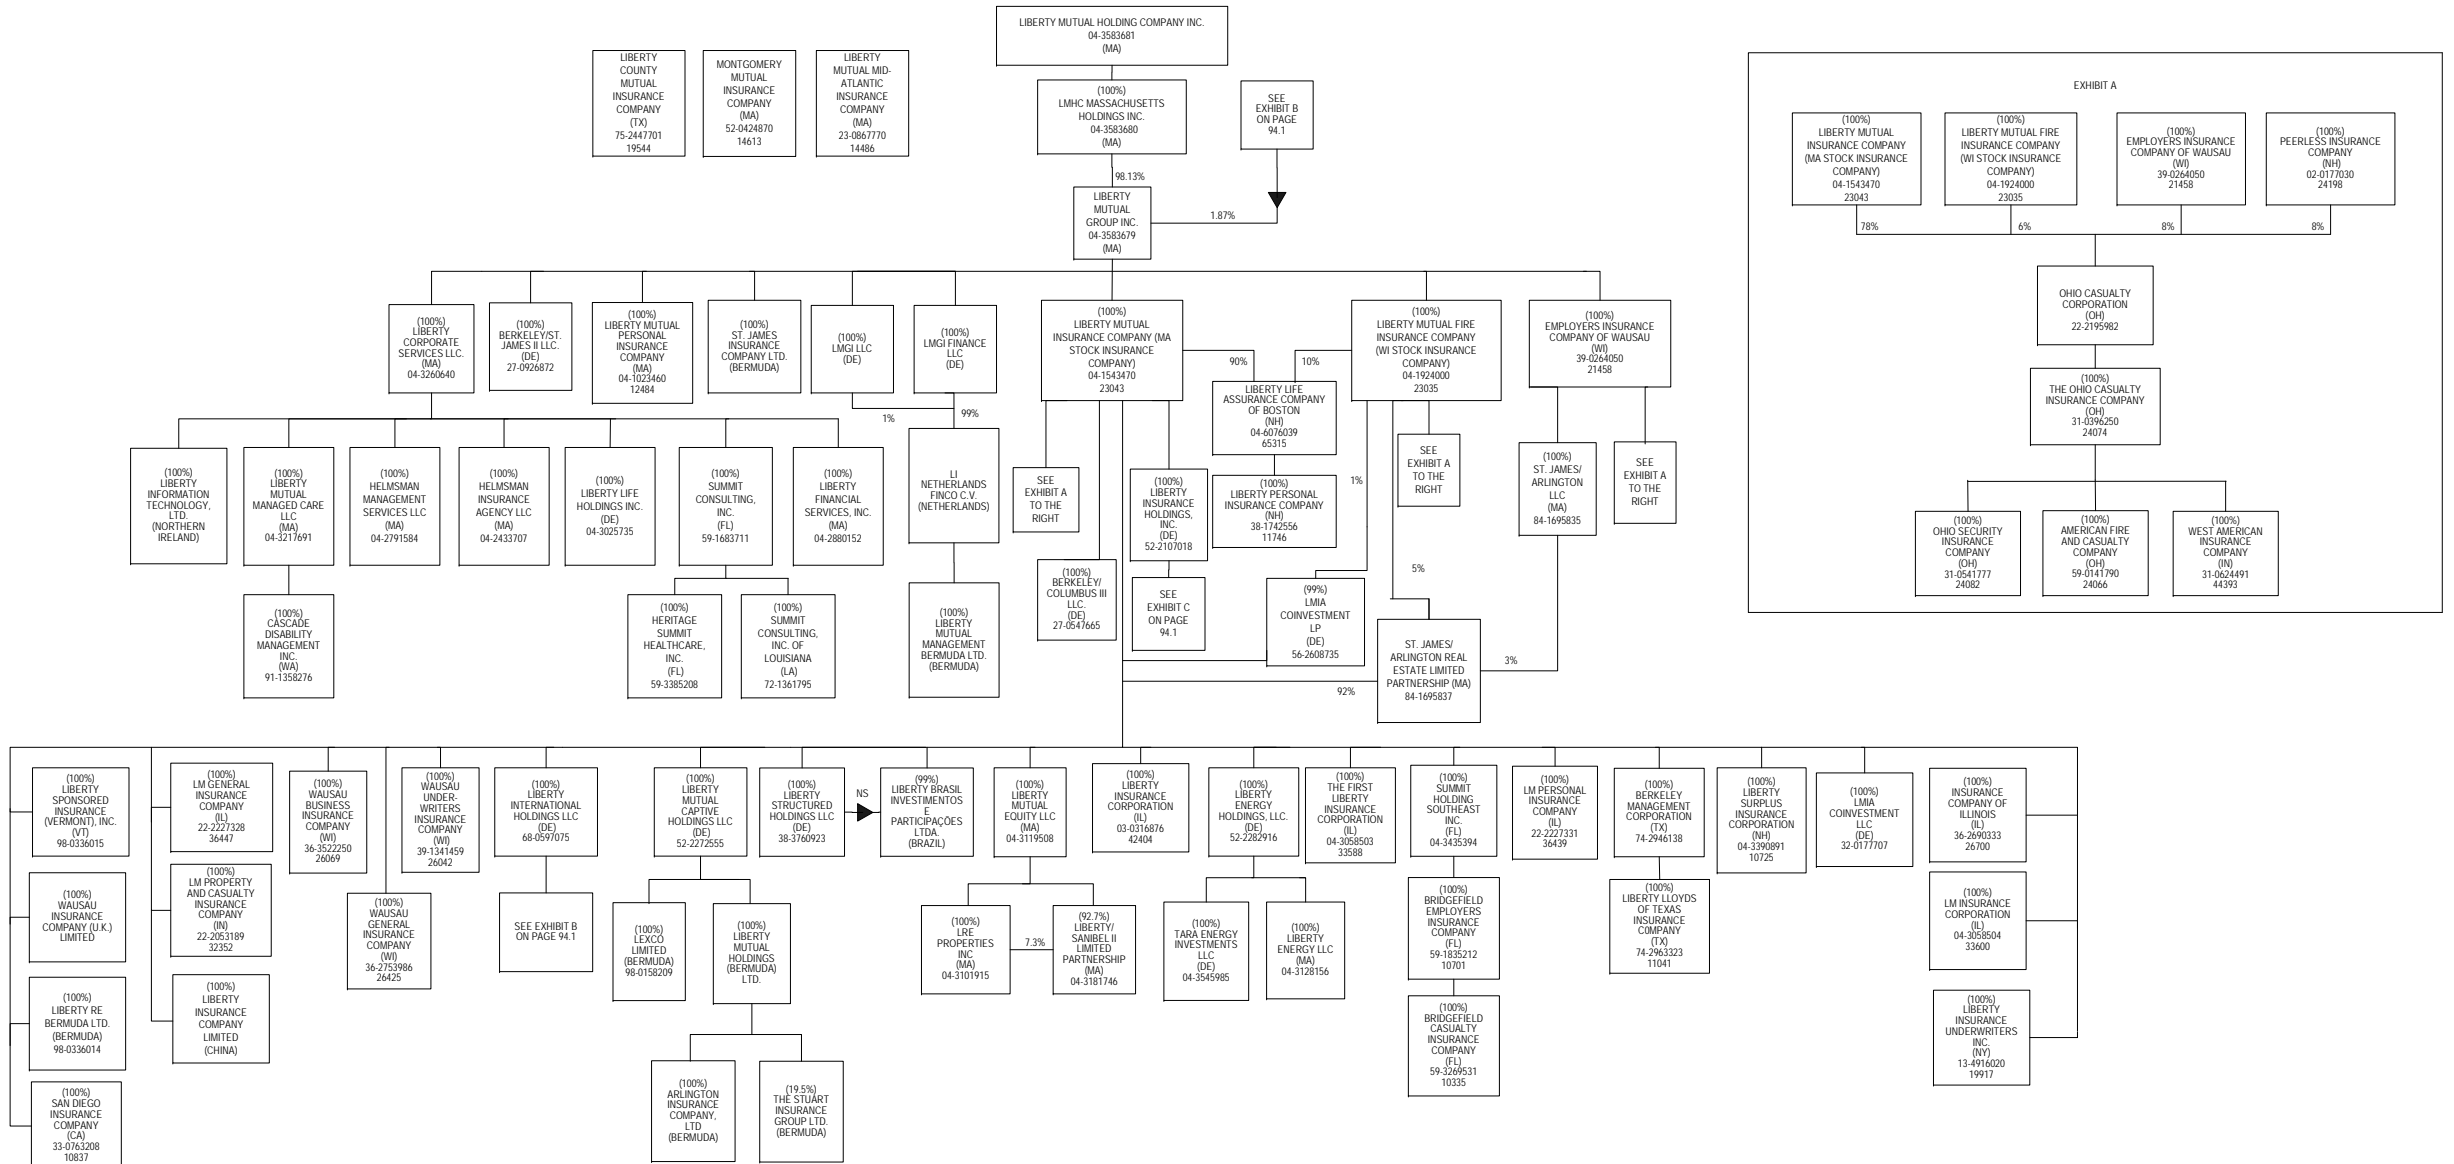 LIBERTY MUTUAL HOLDING COMPANY INC.
04-3583681
(MA)
LIBERTY
COUNTY
MUTUAL
INSURANCE
COMPANY
(TX)
75-2447701
19544
MONTGOMERY
MUTUAL
INSURANCE
COMPANY
(MA)
52-0424870
14613
LIBERTY
MUTUAL MID-
ATLANTIC
INSURANCE
COMPANY
(MA)
23-0867770
14486
(100%)
LMHC MASSACHUSETTS
HOLDINGS INC.
04-3583680
(MA)
SEE
EXHIBIT B
ON PAGE
94.1
98.13%
LIBERTY
MUTUAL
GROUP INC.
04-3583679
(MA)
1.87%
EXHIBIT A
(100%)
LIBERTY MUTUAL
INSURANCE COMPANY
(MA STOCK INSURANCE
COMPANY)
04-1543470
23043
(100%)
LIBERTY MUTUAL FIRE
INSURANCE COMPANY
(WI STOCK INSURANCE
COMPANY)
04-1924000
23035
(100%)
EMPLOYERS INSURANCE
COMPANY OF WAUSAU
(WI)
39-0264050
21458
(100%)
PEERLESS INSURANCE
COMPANY
(NH)
02-0177030
24198
78%
6%
8%
8%
OHIO CASUALTY
CORPORATION
(OH)
22-2195982
(100%)
THE OHIO CASUALTY
INSURANCE COMPANY
(OH)
31-0396250
24074
(100%)
OHIO SECURITY
INSURANCE
COMPANY
(OH)
31-0541777
24082
(100%)
AMERICAN FIRE
AND CASUALTY
COMPANY
(OH)
59-0141790
24066
(100%)
WEST AMERICAN
INSURANCE
COMPANY
(IN)
31-0624491
44393
(100%)
LIBERTY
CORPORATE
SERVICES LLC.
(MA)
04-3260640
(100%)
BERKELEY/ST.
JAMES II LLC.
(DE)
27-0926872
(100%)
LIBERTY MUTUAL
PERSONAL
INSURANCE
COMPANY
(MA)
04-1023460
12484
(100%)
ST. JAMES
INSURANCE
COMPANY LTD.
(BERMUDA)
(100%)
LMGI LLC
(DE)
(100%)
LMGI FINANCE
LLC
(DE)
(100%)
LIBERTY MUTUAL
INSURANCE COMPANY (MA
STOCK INSURANCE
COMPANY)
04-1543470
23043
90%
10%
(100%)
LIBERTY MUTUAL FIRE
INSURANCE COMPANY
(WI STOCK INSURANCE
COMPANY)
04-1924000
23035
(100%)
EMPLOYERS INSURANCE
COMPANY OF WAUSAU
(WI)
39-0264050
21458
1%
99%
LIBERTY LIFE
ASSURANCE COMPANY
OF BOSTON
(NH)
04-6076039
65315
(100%)
LIBERTY
INFORMATION
TECHNOLOGY,
LTD.
(NORTHERN
IRELAND)
(100%)
LIBERTY
MUTUAL
MANAGED CARE
LLC
(MA)
04-3217691
(100%)
HELMSMAN
MANAGEMENT
SERVICES LLC
(MA)
04-2791584
(100%)
HELMSMAN
INSURANCE
AGENCY LLC
(MA)
04-2433707
(100%)
LIBERTY LIFE
HOLDINGS INC.
(DE)
04-3025735
(100%)
SUMMIT
CONSULTING,
INC.
(FL)
59-1683711
(100%)
LIBERTY
FINANCIAL
SERVICES, INC.
(MA)
04-2880152
LI
NETHERLANDS
FINCO C.V.
(NETHERLANDS)
SEE
EXHIBIT A
TO THE
RIGHT
(100%)
LIBERTY
INSURANCE
HOLDINGS,
INC.
(DE)
52-2107018
(100%)
LIBERTY PERSONAL
INSURANCE COMPANY
(NH)
38-1742556
11746
1%
SEE
EXHIBIT A
TO THE
RIGHT
(100%)
ST. JAMES/
ARLINGTON
LLC
(MA)
84-1695835
SEE
EXHIBIT A
TO THE
RIGHT
(100%)
CASCADE
DISABILITY
MANAGEMENT
INC.
(WA)
91-1358276
(100%)
HERITAGE
SUMMIT
HEALTHCARE,
INC.
(FL)
59-3385208
(100%)
SUMMIT
CONSULTING,
INC. OF
LOUISIANA
(LA)
72-1361795
(100%)
LIBERTY
MUTUAL
MANAGEMENT
BERMUDA LTD.
(BERMUDA)
(100%)
BERKELEY/
COLUMBUS III
LLC.
(DE)
27-0547665
SEE
EXHIBIT C
ON PAGE
94.1
(99%)
LMIA
COINVESTMENT
LP
(DE)
56-2608735
5%
ST. JAMES/
ARLINGTON REAL
ESTATE LIMITED
PARTNERSHIP (MA)
84-1695837
3%
92%
(100%)
LIBERTY
SPONSORED
INSURANCE
(VERMONT), INC.
(VT)
98-0336015
(100%)
LM GENERAL
INSURANCE
COMPANY
(IL)
22-2227328
36447
(100%)
WAUSAU
BUSINESS
INSURANCE
COMPANY
(WI)
36-3522250
26069
(100%)
WAUSAU
UNDER-
WRITERS
INSURANCE
COMPANY
(WI)
39-1341459
26042
(100%)
LIBERTY
INTERNATIONAL
HOLDINGS LLC
(DE)
68-0597075
(100%)
LIBERTY
MUTUAL
CAPTIVE
HOLDINGS LLC
(DE)
52-2272555
(100%)
LIBERTY
STRUCTURED
HOLDINGS LLC
(DE)
38-3760923
NS
(99%)
LIBERTY BRASIL
INVESTIMENTOS
E
PARTICIPAÇÕES
LTDA.
(BRAZIL)
(100%)
LIBERTY
MUTUAL
EQUITY LLC
(MA)
04-3119508
(100%)
LIBERTY
INSURANCE
CORPORATION
(IL)
03-0316876
42404
(100%)
LIBERTY
ENERGY
HOLDINGS, LLC.
(DE)
52-2282916
(100%)
THE FIRST
LIBERTY
INSURANCE
CORPORATION
(IL)
04-3058503
33588
(100%)
SUMMIT
HOLDING
SOUTHEAST
INC.
(FL)
04-3435394
(100%)
LM PERSONAL
INSURANCE
COMPANY
(IL)
22-2227331
36439
(100%)
BERKELEY
MANAGEMENT
CORPORATION
(TX)
74-2946138
(100%)
LIBERTY
SURPLUS
INSURANCE
CORPORATION
(NH)
04-3390891
10725
(100%)
LMIA
COINVESTMENT
LLC
(DE)
32-0177707
(100%)
INSURANCE
COMPANY OF
ILLINOIS
(IL)
36-2690333
26700
(100%)
WAUSAU
INSURANCE
COMPANY (U.K.)
LIMITED
(100%)
LM PROPERTY
AND CASUALTY
INSURANCE
COMPANY
(IN)
22-2053189
32352
(100%)
WAUSAU
GENERAL
INSURANCE
COMPANY
(WI)
36-2753986
26425
SEE EXHIBIT B
ON PAGE 94.1
(100%)
LEXCO
LIMITED
(BERMUDA)
98-0158209
(100%)
LIBERTY
MUTUAL
HOLDINGS
(BERMUDA)
LTD.
(100%)
LRE
PROPERTIES
INC
(MA)
04-3101915
7.3%
(92.7%)
LIBERTY/
SANIBEL II
LIMITED
PARTNERSHIP
(MA)
04-3181746
(100%)
TARA ENERGY
INVESTMENTS
LLC
(DE)
04-3545985
(100%)
LIBERTY
ENERGY LLC
(MA)
04-3128156
(100%)
BRIDGEFIELD
EMPLOYERS
INSURANCE
COMPANY
(FL)
59-1835212
10701
(100%)
LIBERTY LLOYDS
OF TEXAS
INSURANCE
C0MPANY
(TX)
74-2963323
11041
(100%)
LM INSURANCE
CORPORATION
(IL)
04-3058504
33600
(100%)
LIBERTY RE
BERMUDA LTD.
(BERMUDA)
98-0336014
(100%)
LIBERTY
INSURANCE
COMPANY
LIMITED
(CHINA)
(100%)
BRIDGEFIELD
CASUALTY
INSURANCE
COMPANY
(FL)
59-3269531
10335
(100%)
LIBERTY
INSURANCE
UNDERWRITERS
INC.
(NY)
13-4916020
19917
(100%)
SAN DIEGO
INSURANCE
COMPANY
(CA)
33-0763208
10837
(100%)
ARLINGTON
INSURANCE
COMPANY,
LTD
(BERMUDA)
(19.5%)
THE STUART
INSURANCE
GROUP LTD.
(BERMUDA)